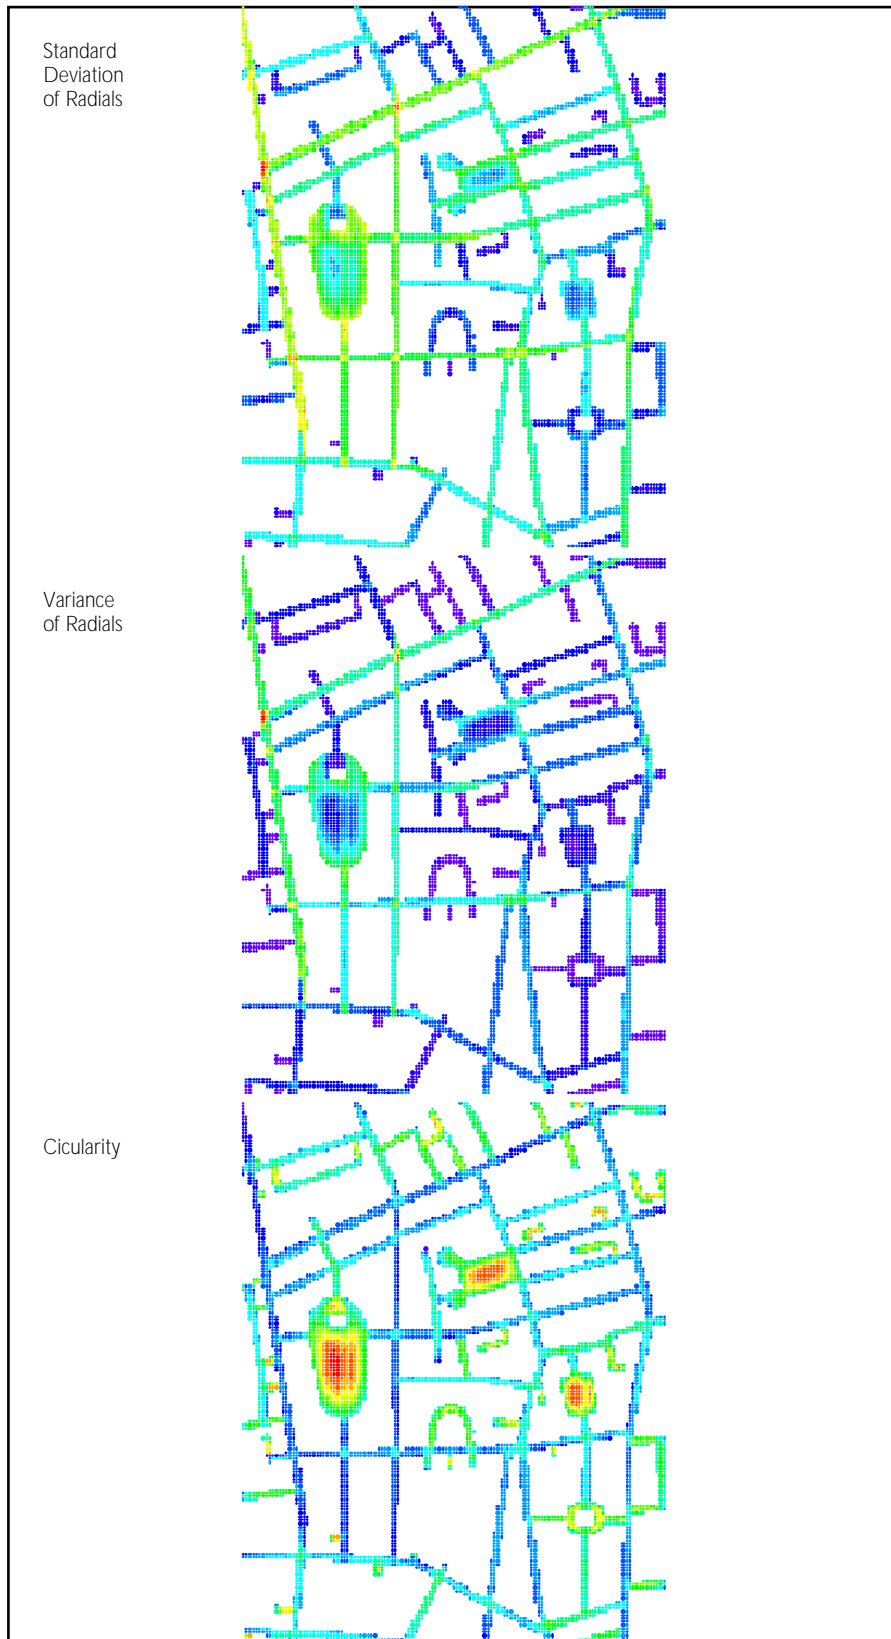 Standard
Deviation
of Radials
Variance
of Radials
Cicularity